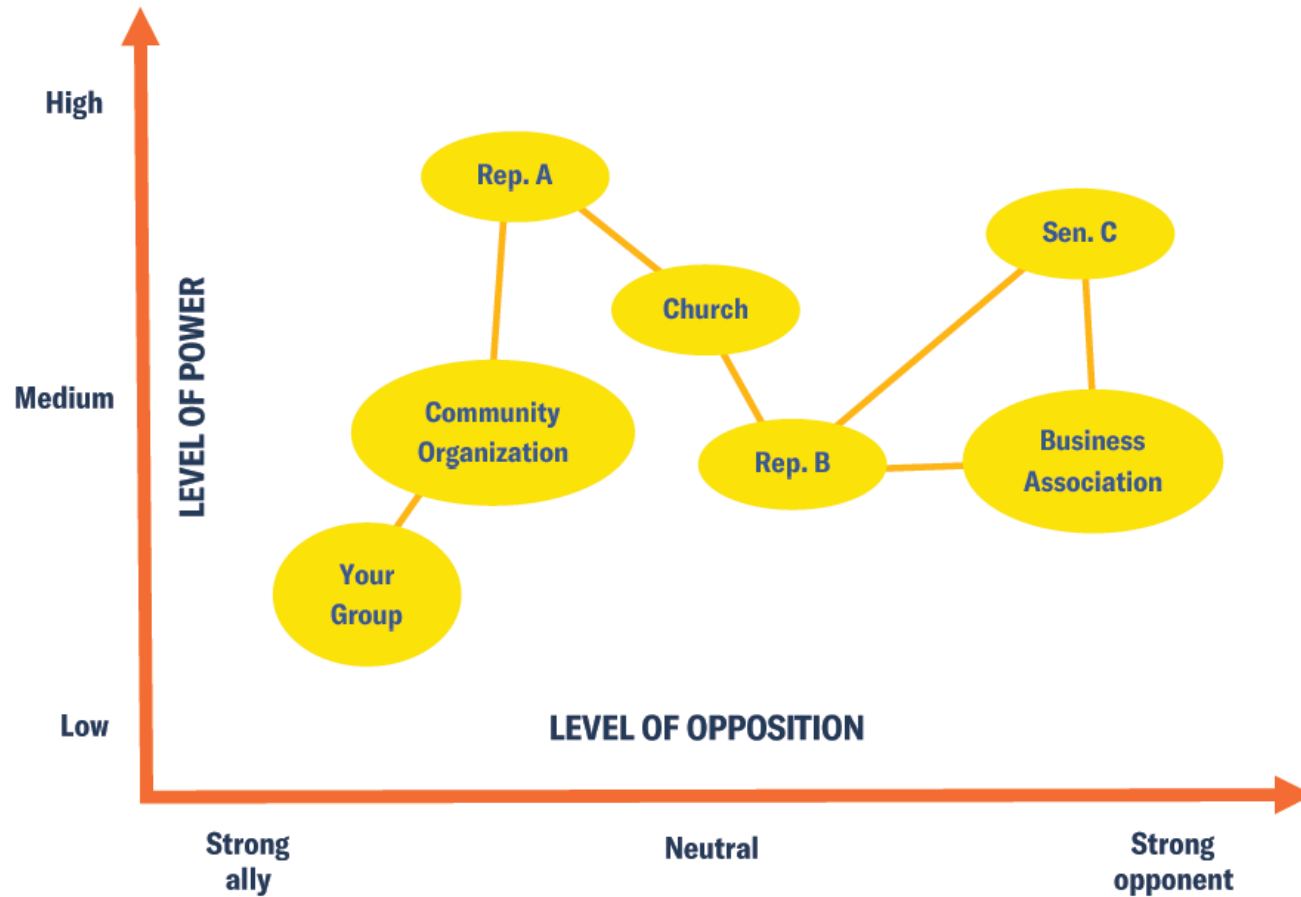 High
Rep. A
Sen. C
Church
LEVEL OF POWER
Medium
Community
Organization
Rep. B
Business
Association
Your
Group
Low
LEVEL OF OPPOSITION
Strong
ally
Neutral
Strong
opponent